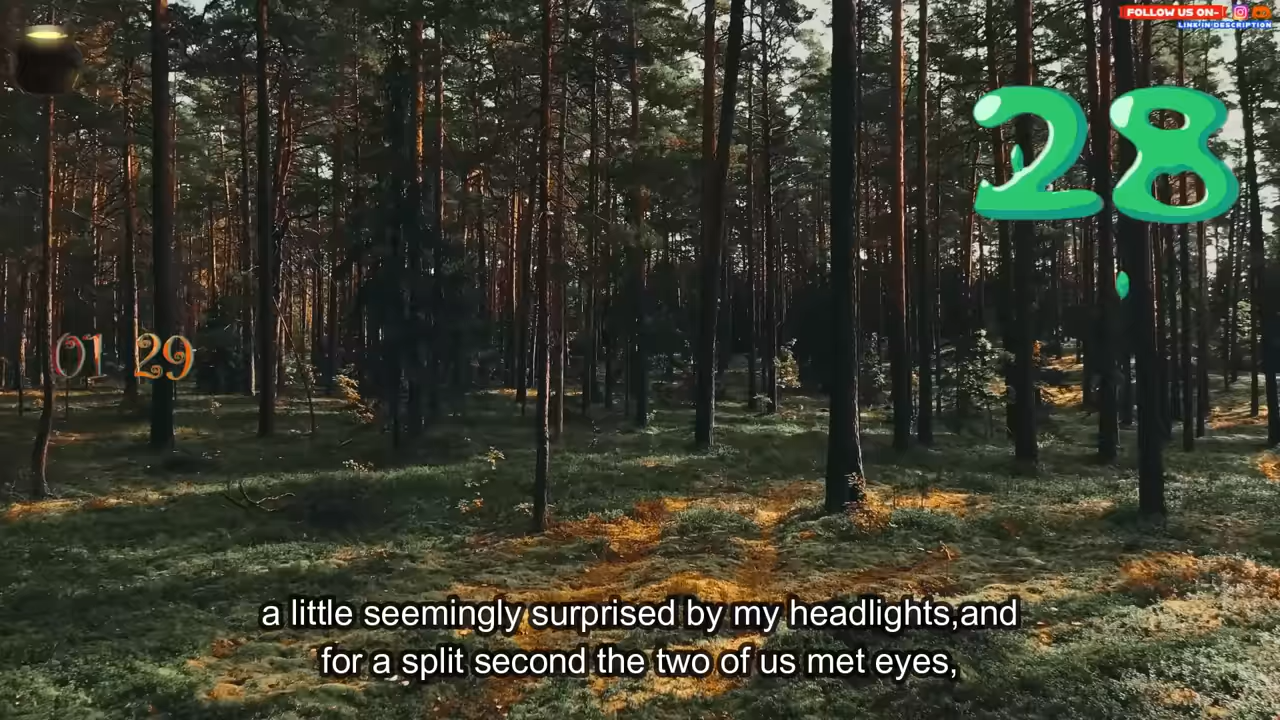 FOLLOW US ON-
LINK IN DESCRIPTION
28
01 29
a little seemingly surprised by my headlights,and
for a split second the two of us met eyes,